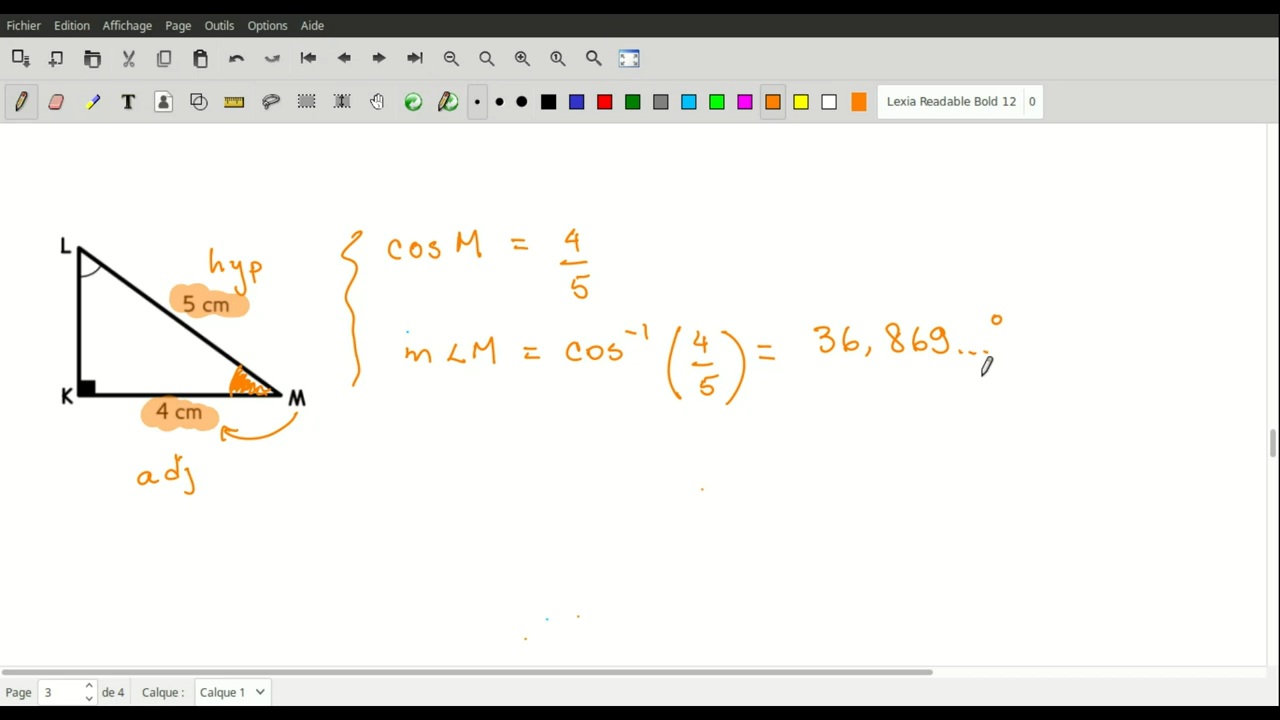 Fichier Edition Affichage Page Outils Options Aide
Lexia Readable Bold 12 0
L
hyp
5 cm
K
M
4 cm
adj
cos M = 4/5
m∠M = cos⁻¹ (4/5) = 36,869...°
Page 3 de 4 Calque : Calque 1